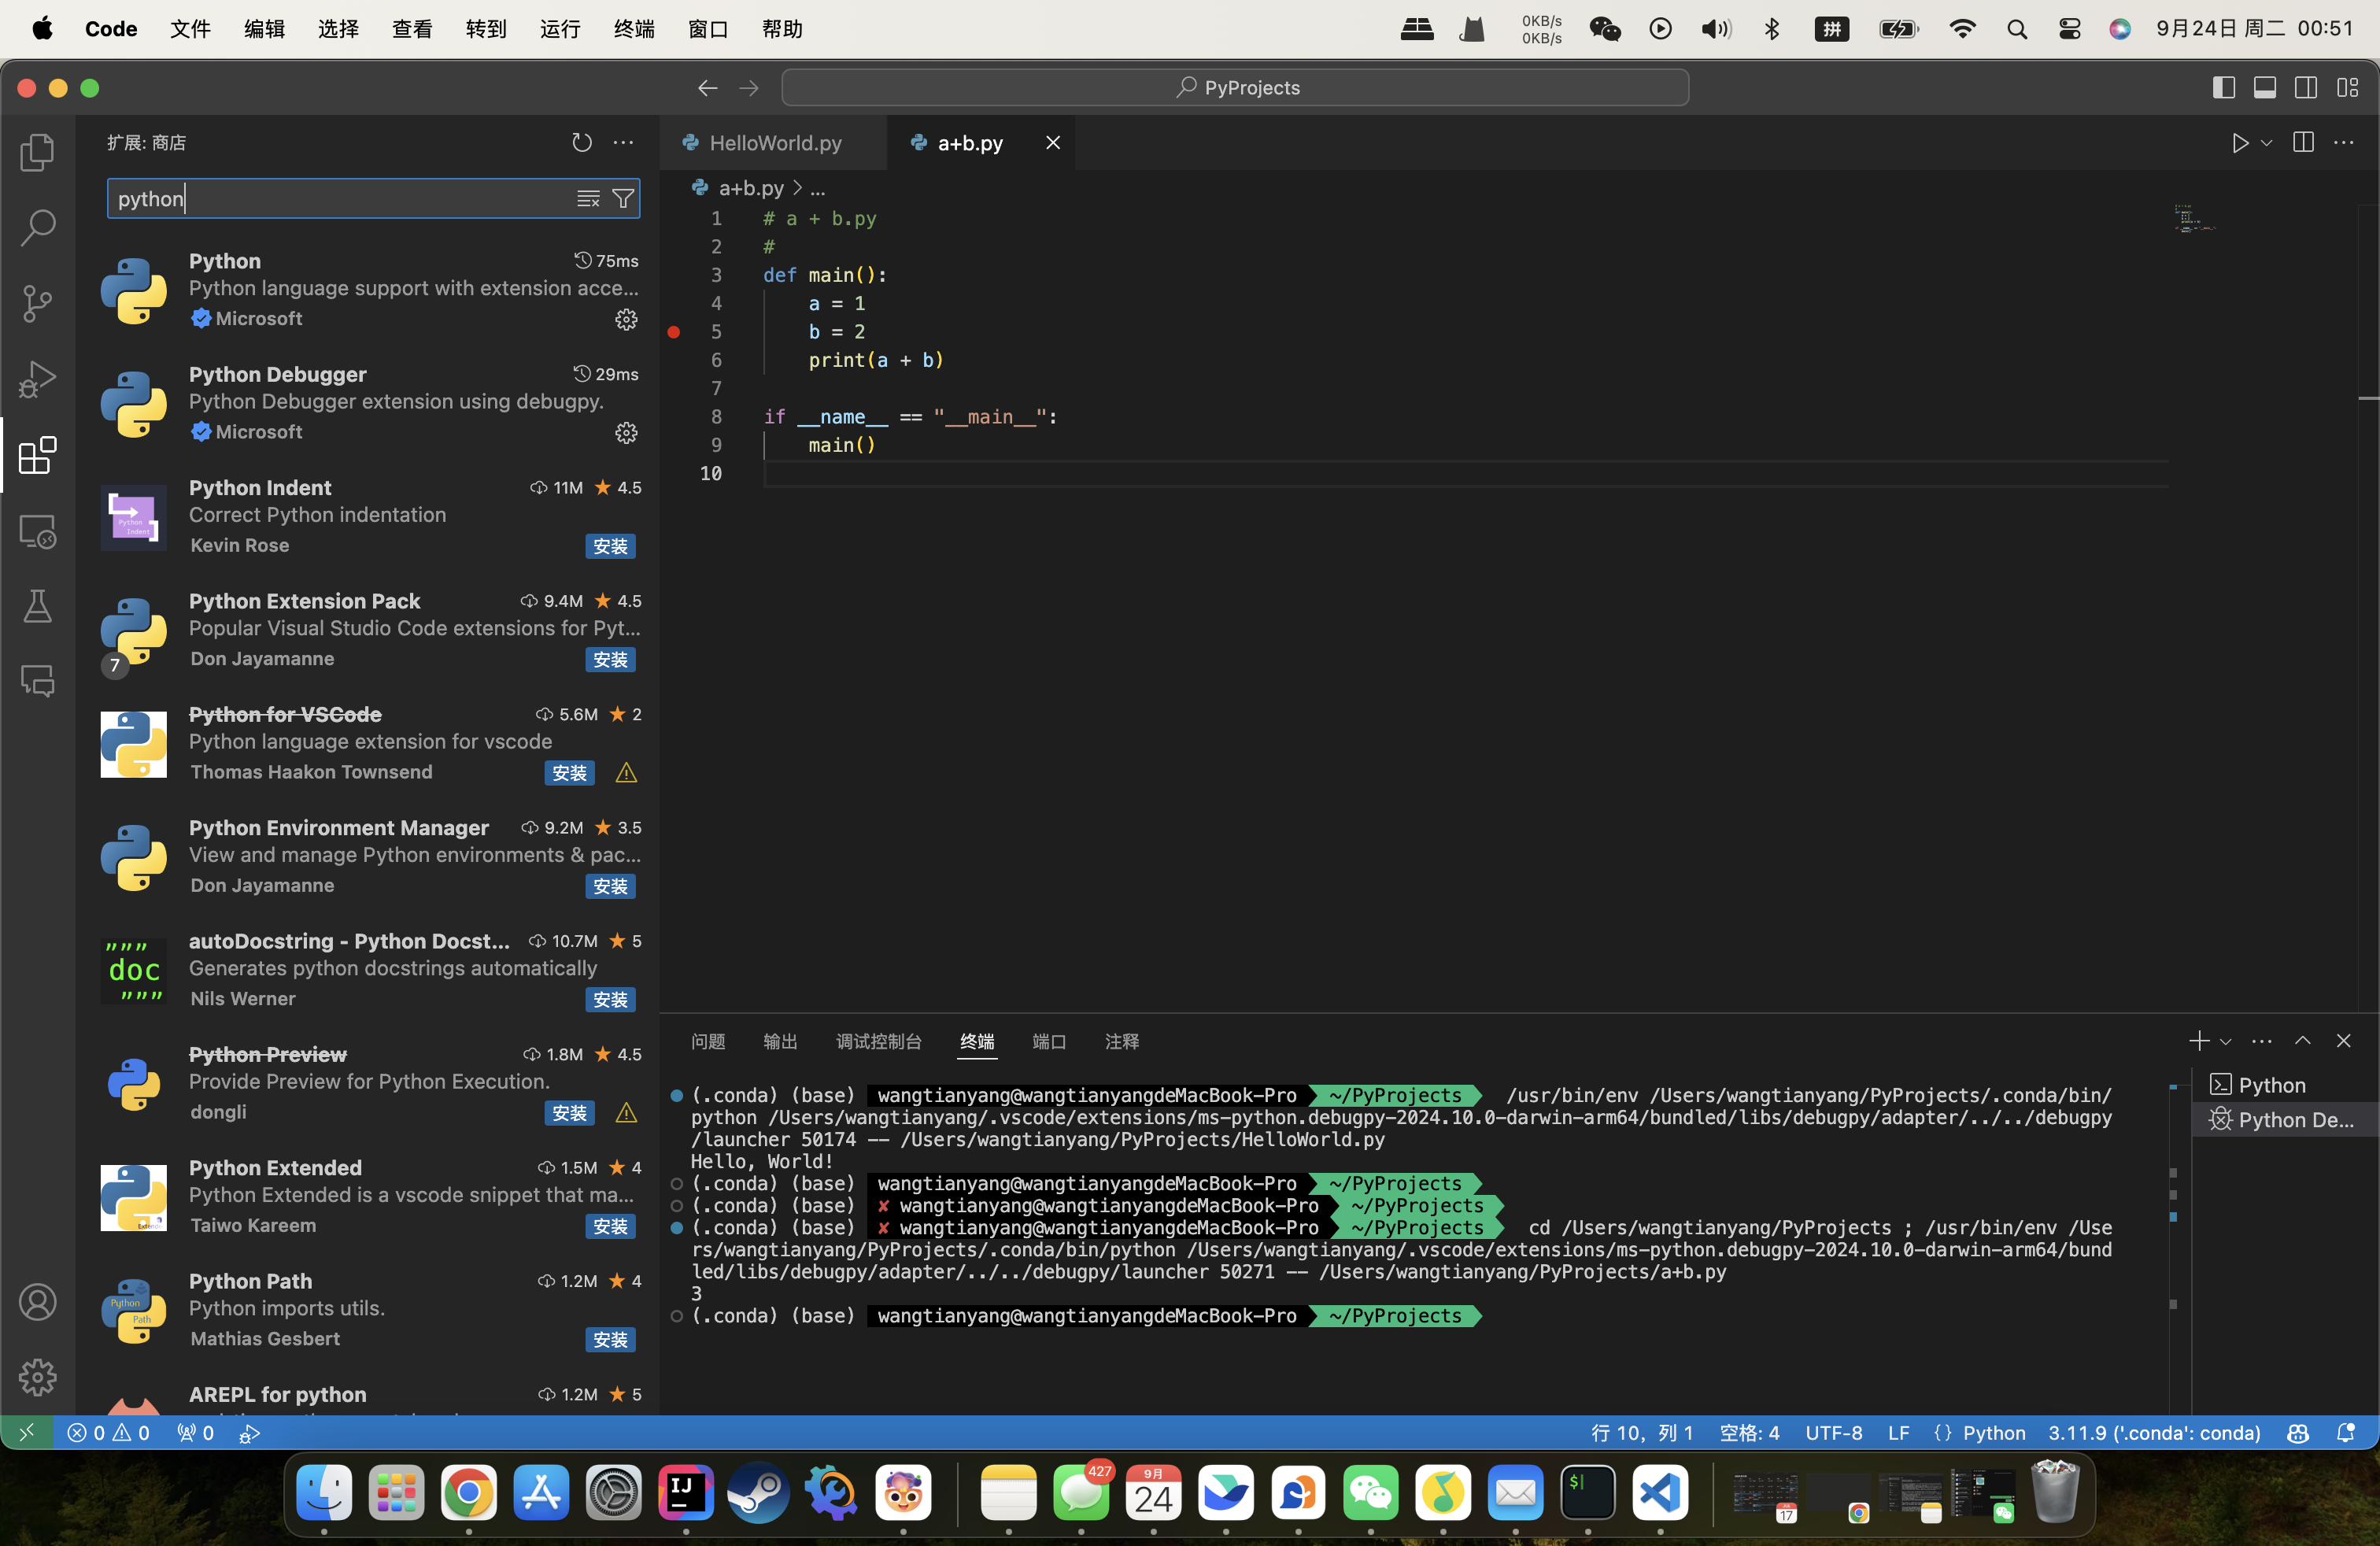 Code 文件 编辑 选择 查看 转到 运行 终端 窗口 帮助
0KB/s
0KB/s
拼
9月24日 周二 00:51
PyProjects
扩展: 商店
python
Python 75ms
Python language support with extension acce...
Microsoft
Python Debugger 29ms
Python Debugger extension using debugpy.
Microsoft
Python Indent 11M 4.5
Correct Python indentation
Kevin Rose 安装
Python Extension Pack 9.4M 4.5
Popular Visual Studio Code extensions for Pyt...
7
Don Jayamanne 安装
Python for VSCode 5.6M 2
Python language extension for vscode
Thomas Haakon Townsend 安装
Python Environment Manager 9.2M 3.5
View and manage Python environments & pac...
Don Jayamanne 安装
autoDocstring - Python Docst... 10.7M 5
Generates python docstrings automatically
Nils Werner 安装
"""
doc
"""
Python Preview 1.8M 4.5
Provide Preview for Python Execution.
dongli 安装
Python Extended 1.5M 4
Python Extended is a vscode snippet that ma...
Taiwo Kareem 安装
Python Path 1.2M 4
Python imports utils.
Mathias Gesbert 安装
AREPL for python 1.2M 5
HelloWorld.py a+b.py
a+b.py > ...
1 # a + b.py
2 #
3 def main():
4     a = 1
5     b = 2
6     print(a + b)
7
8 if __name__ == "__main__":
9     main()
10
问题 输出 调试控制台 终端 端口 注释
(.conda) (base) wangtianyang@wangtianyangdeMacBook-Pro ~/PyProjects /usr/bin/env /Users/wangtianyang/PyProjects/.conda/bin/
python /Users/wangtianyang/.vscode/extensions/ms-python.debugpy-2024.10.0-darwin-arm64/bundled/libs/debugpy/adapter/../../debugpy
/launcher 50174 -- /Users/wangtianyang/PyProjects/HelloWorld.py
Hello, World!
(.conda) (base) wangtianyang@wangtianyangdeMacBook-Pro ~/PyProjects
(.conda) (base) ✘ wangtianyang@wangtianyangdeMacBook-Pro ~/PyProjects
(.conda) (base) ✘ wangtianyang@wangtianyangdeMacBook-Pro ~/PyProjects cd /Users/wangtianyang/PyProjects ; /usr/bin/env /Use
rs/wangtianyang/PyProjects/.conda/bin/python /Users/wangtianyang/.vscode/extensions/ms-python.debugpy-2024.10.0-darwin-arm64/bund
led/libs/debugpy/adapter/../../debugpy/launcher 50271 -- /Users/wangtianyang/PyProjects/a+b.py
3
(.conda) (base) wangtianyang@wangtianyangdeMacBook-Pro ~/PyProjects
Python
Python De...
0 0 0
行 10, 列 1 空格: 4 UTF-8 LF {} Python 3.11.9 ('.conda': conda)
IJ
427
9月
24
$
17